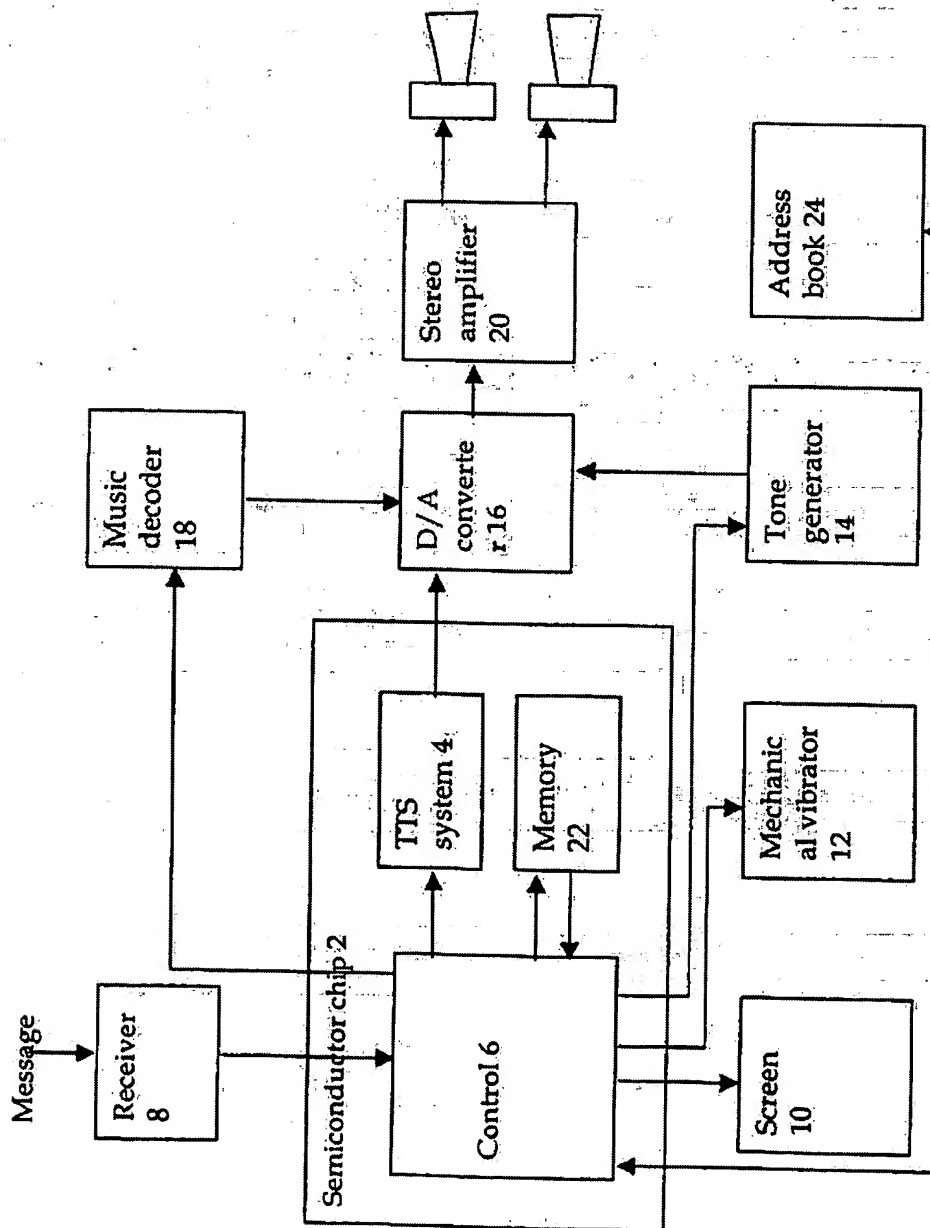 Message
Receiver
8
Music
decoder
18
Semiconductor chip 2
Control 6
TTS
system 4
Memory
22
D/A
converte
r 16
Stereo
amplifier
20
Screen
10
Mechanic
al vibrator
12
Tone
generator
14
Address
book 24